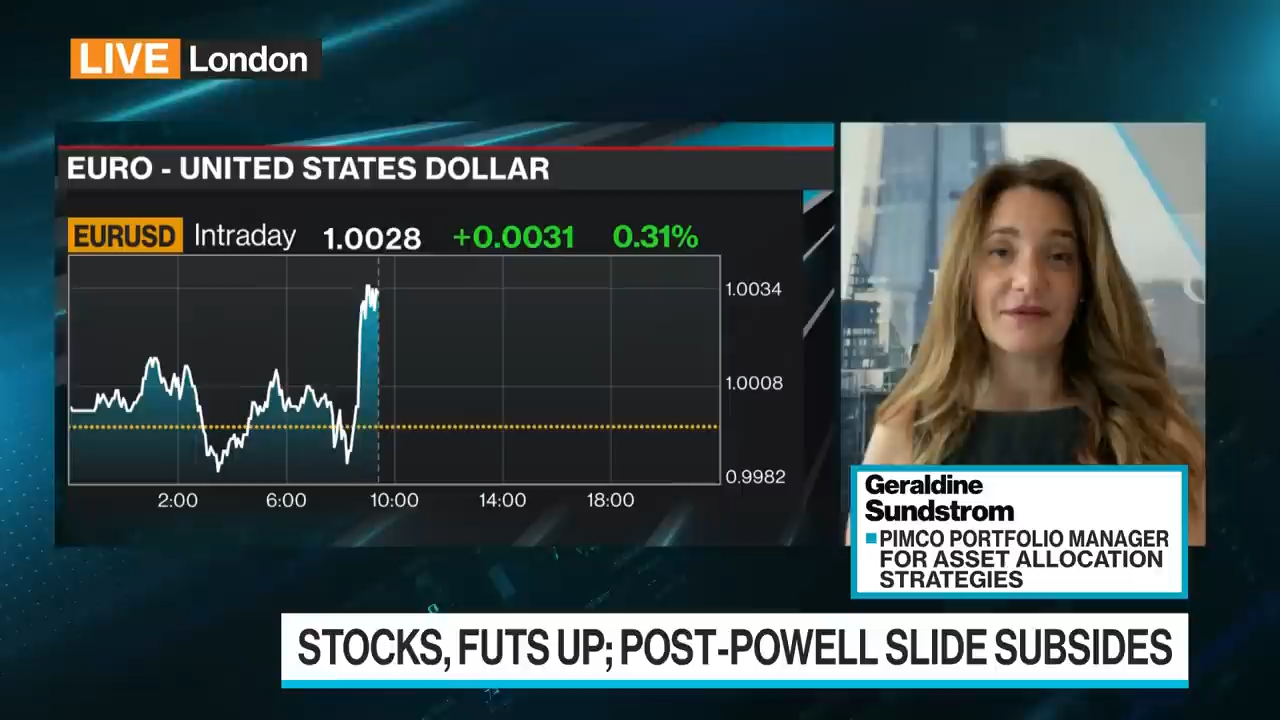 LIVE London
EURO - UNITED STATES DOLLAR
EURUSD Intraday 1.0028 +0.0031 0.31%
1.0034
1.0008
0.9982
2:00 6:00 10:00 14:00 18:00
Geraldine
Sundstrom
PIMCO PORTFOLIO MANAGER
FOR ASSET ALLOCATION
STRATEGIES
STOCKS, FUTS UP; POST-POWELL SLIDE SUBSIDES